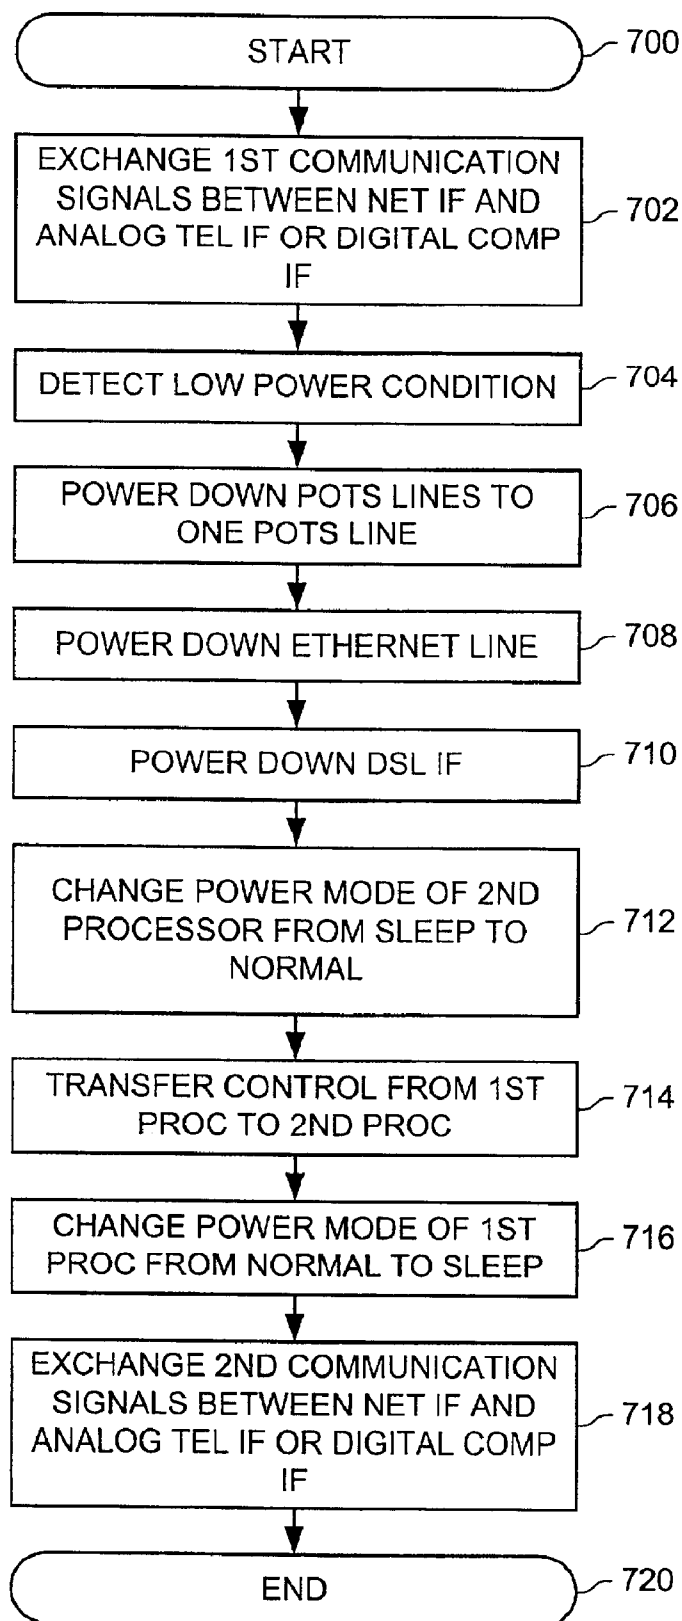 START
700
EXCHANGE 1ST COMMUNICATION
SIGNALS BETWEEN NET IF AND
ANALOG TEL IF OR DIGITAL COMP
IF
702
DETECT LOW POWER CONDITION
704
POWER DOWN POTS LINES TO
ONE POTS LINE
706
POWER DOWN ETHERNET LINE
708
POWER DOWN DSL IF
710
CHANGE POWER MODE OF 2ND
PROCESSOR FROM SLEEP TO
NORMAL
712
TRANSFER CONTROL FROM 1ST
PROC TO 2ND PROC
714
CHANGE POWER MODE OF 1ST
PROC FROM NORMAL TO SLEEP
716
EXCHANGE 2ND COMMUNICATION
SIGNALS BETWEEN NET IF AND
ANALOG TEL IF OR DIGITAL COMP
IF
718
END
720